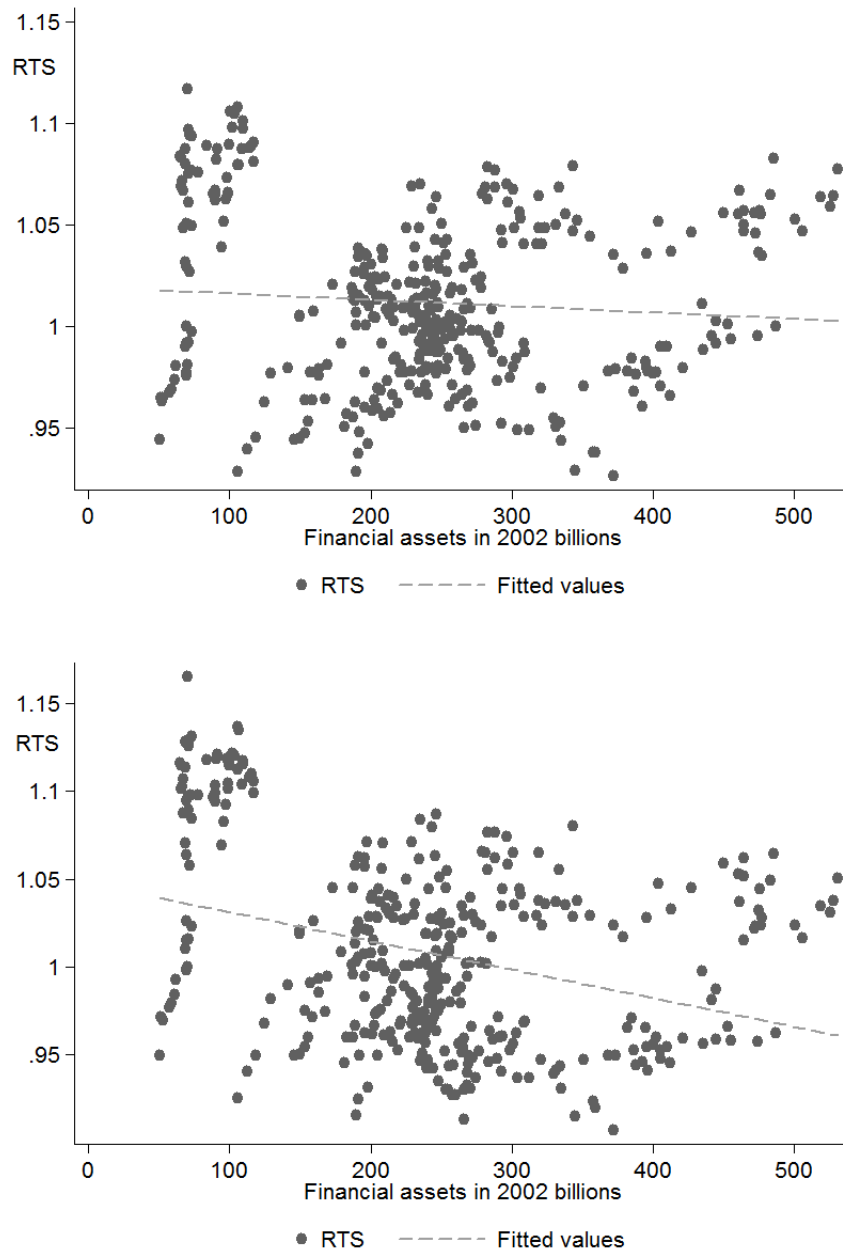 1.15
RTS
1.1
1.05
1
.95
0 100 200 300 400 500
Financial assets in 2002 billions
RTS Fitted values
1.15
RTS
1.1
1.05
1
.95
0 100 200 300 400 500
Financial assets in 2002 billions
RTS Fitted values